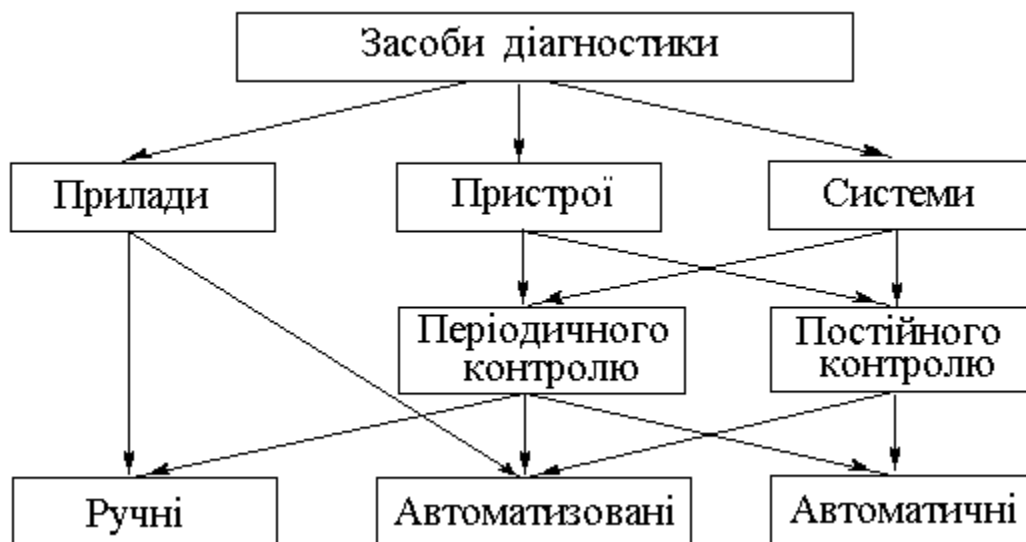 Засоби діагностики
Прилади
Пристрої
Системи
Періодичного
контролю
Постійного
контролю
Ручні
Автоматизовані
Автоматичні